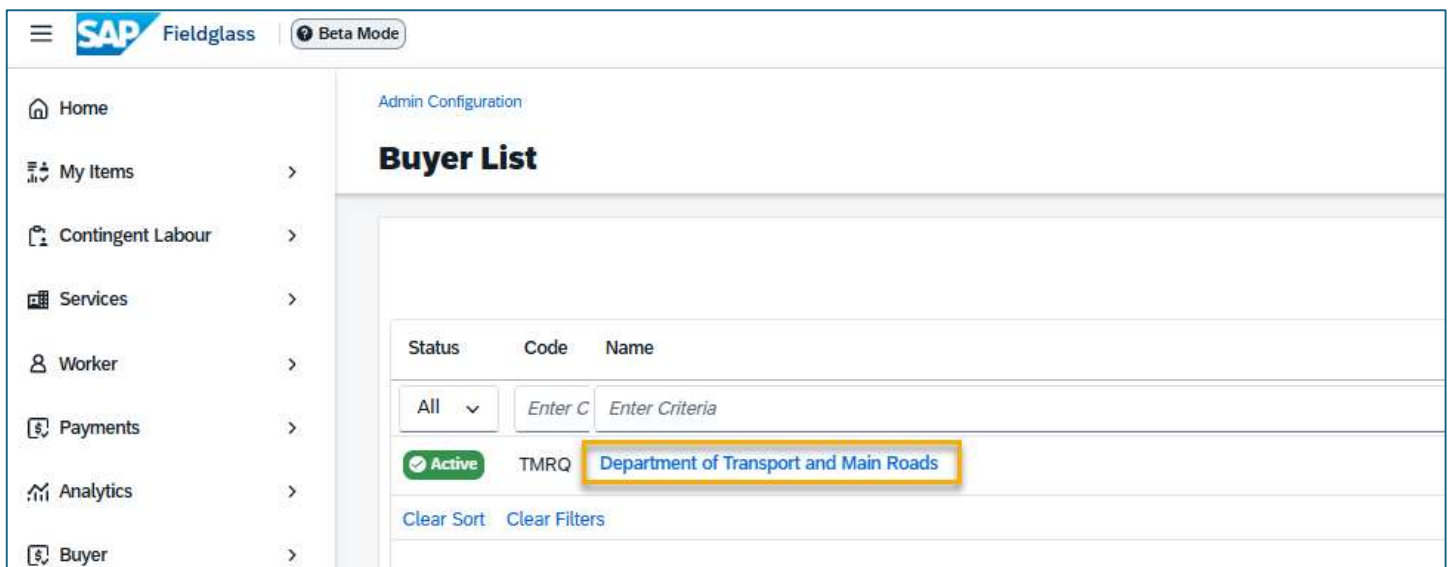 SAP Fieldglass Beta Mode
Home
Admin Configuration
My Items
Buyer List
Contingent Labour
Services
Worker
Status Code Name
All Enter C Enter Criteria
Payments
Active TMRQ Department of Transport and Main Roads
Analytics
Clear Sort Clear Filters
Buyer